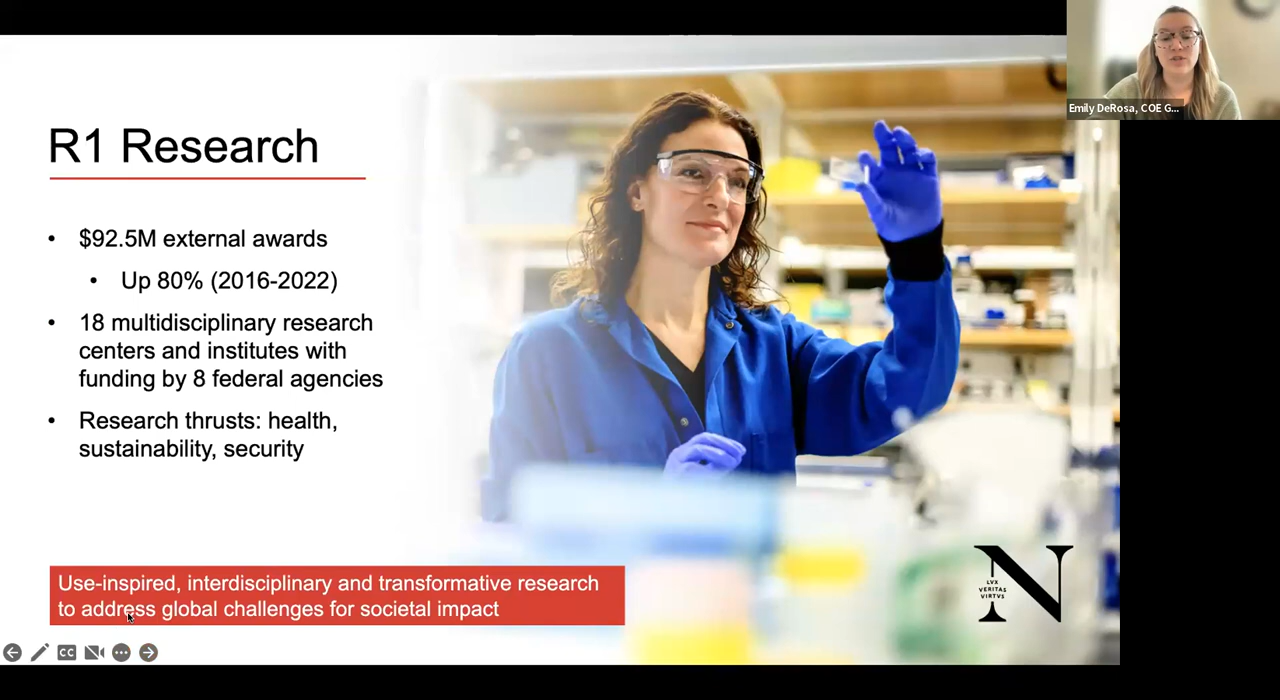 Emily DeRosa, COE G...
R1 Research
• $92.5M external awards
• Up 80% (2016-2022)
• 18 multidisciplinary research
centers and institutes with
funding by 8 federal agencies
• Research thrusts: health,
sustainability, security
Use-inspired, interdisciplinary and transformative research
to address global challenges for societal impact
N
LVX
VERITAS
VIRTVS
CC